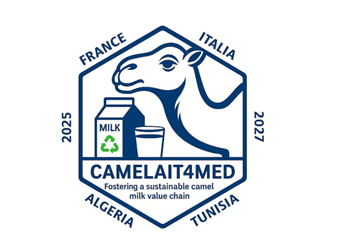 FRANCE
ITALIA
2025
2027
MILK
CAMELAIT4MED
Fostering a sustainable camel
milk value chain
ALGERIA
TUNISIA